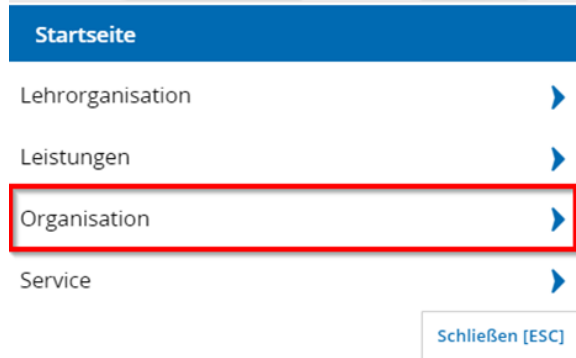 Startseite
Lehrorganisation
Leistungen
Organisation
Service
Schließen [ESC]